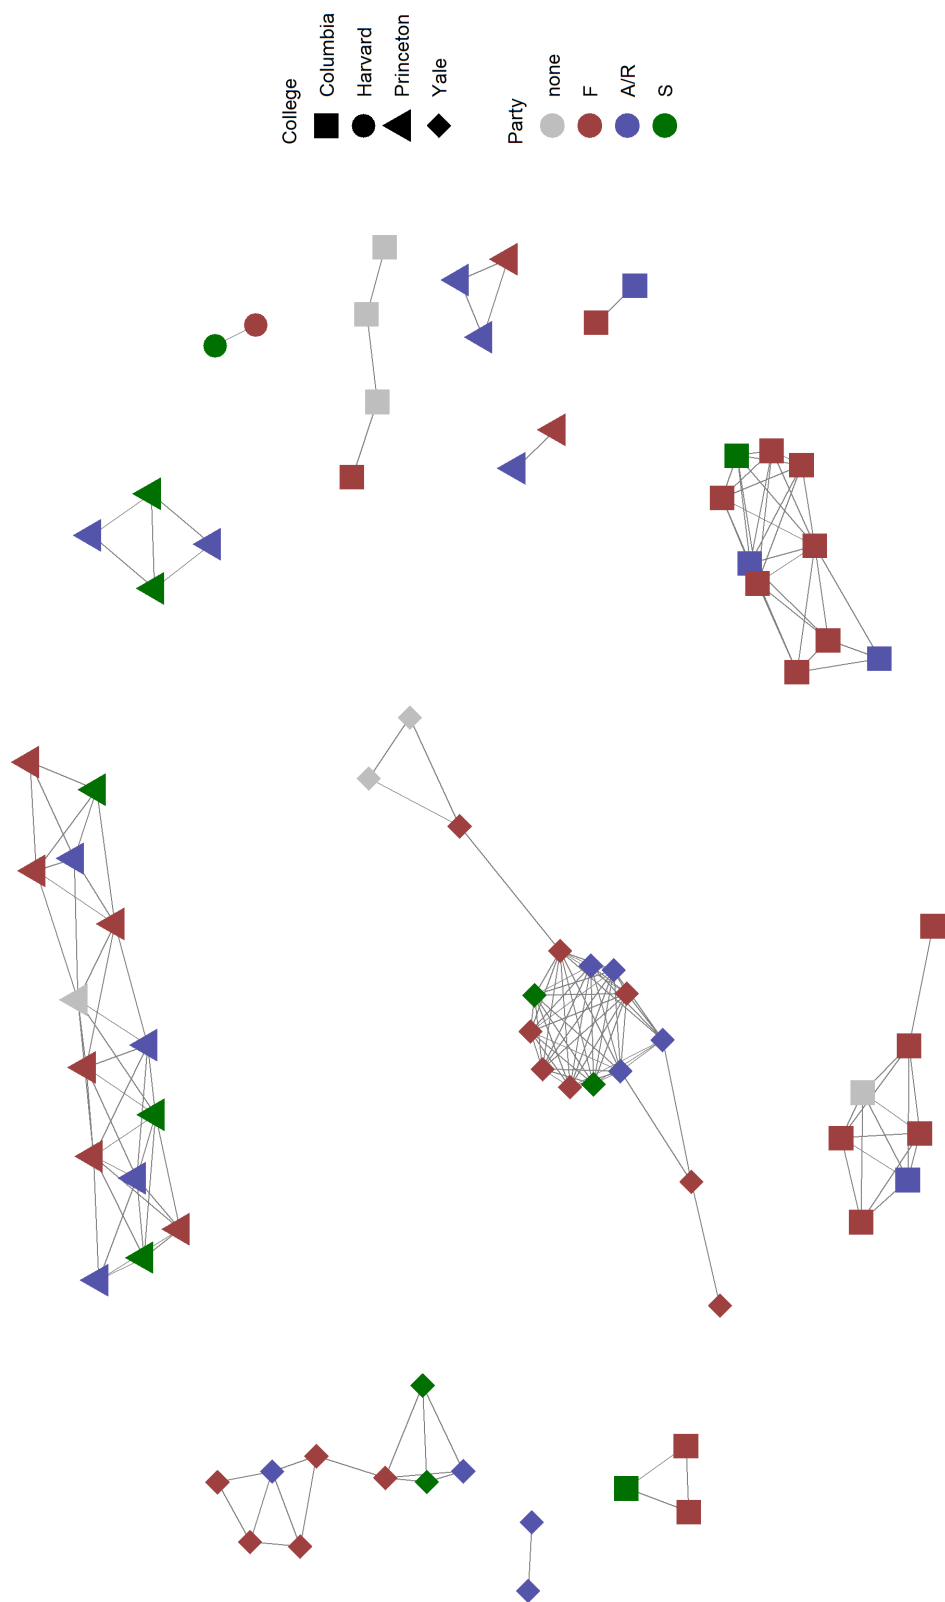 College
Columbia
Harvard
Princeton
Yale
Party
none
F
A/R
S